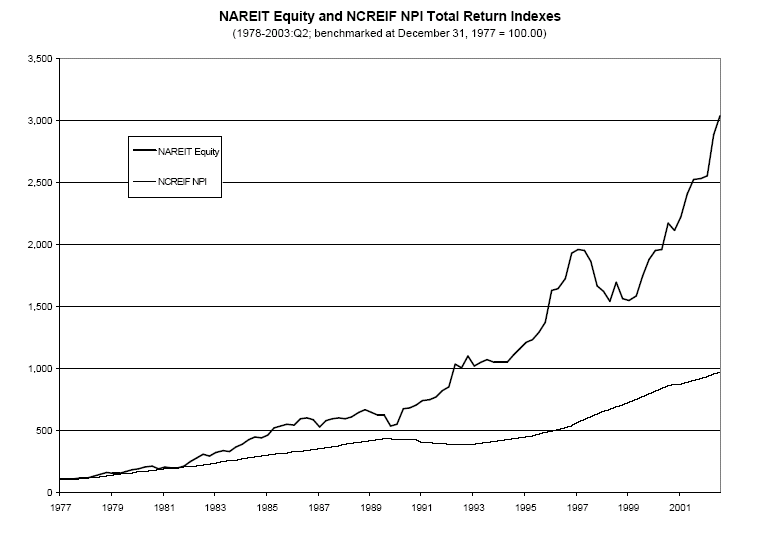 NAREIT Equity and NCREIF NPI Total Return Indexes
(1978-2003:Q2; benchmarked at December 31, 1977 = 100.00)
3,500
3,000
2,500
2,000
1,500
1,000
500
0
NAREIT Equity
NCREIF NPI
1977 1979 1981 1983 1985 1987 1989 1991 1993 1995 1997 1999 2001